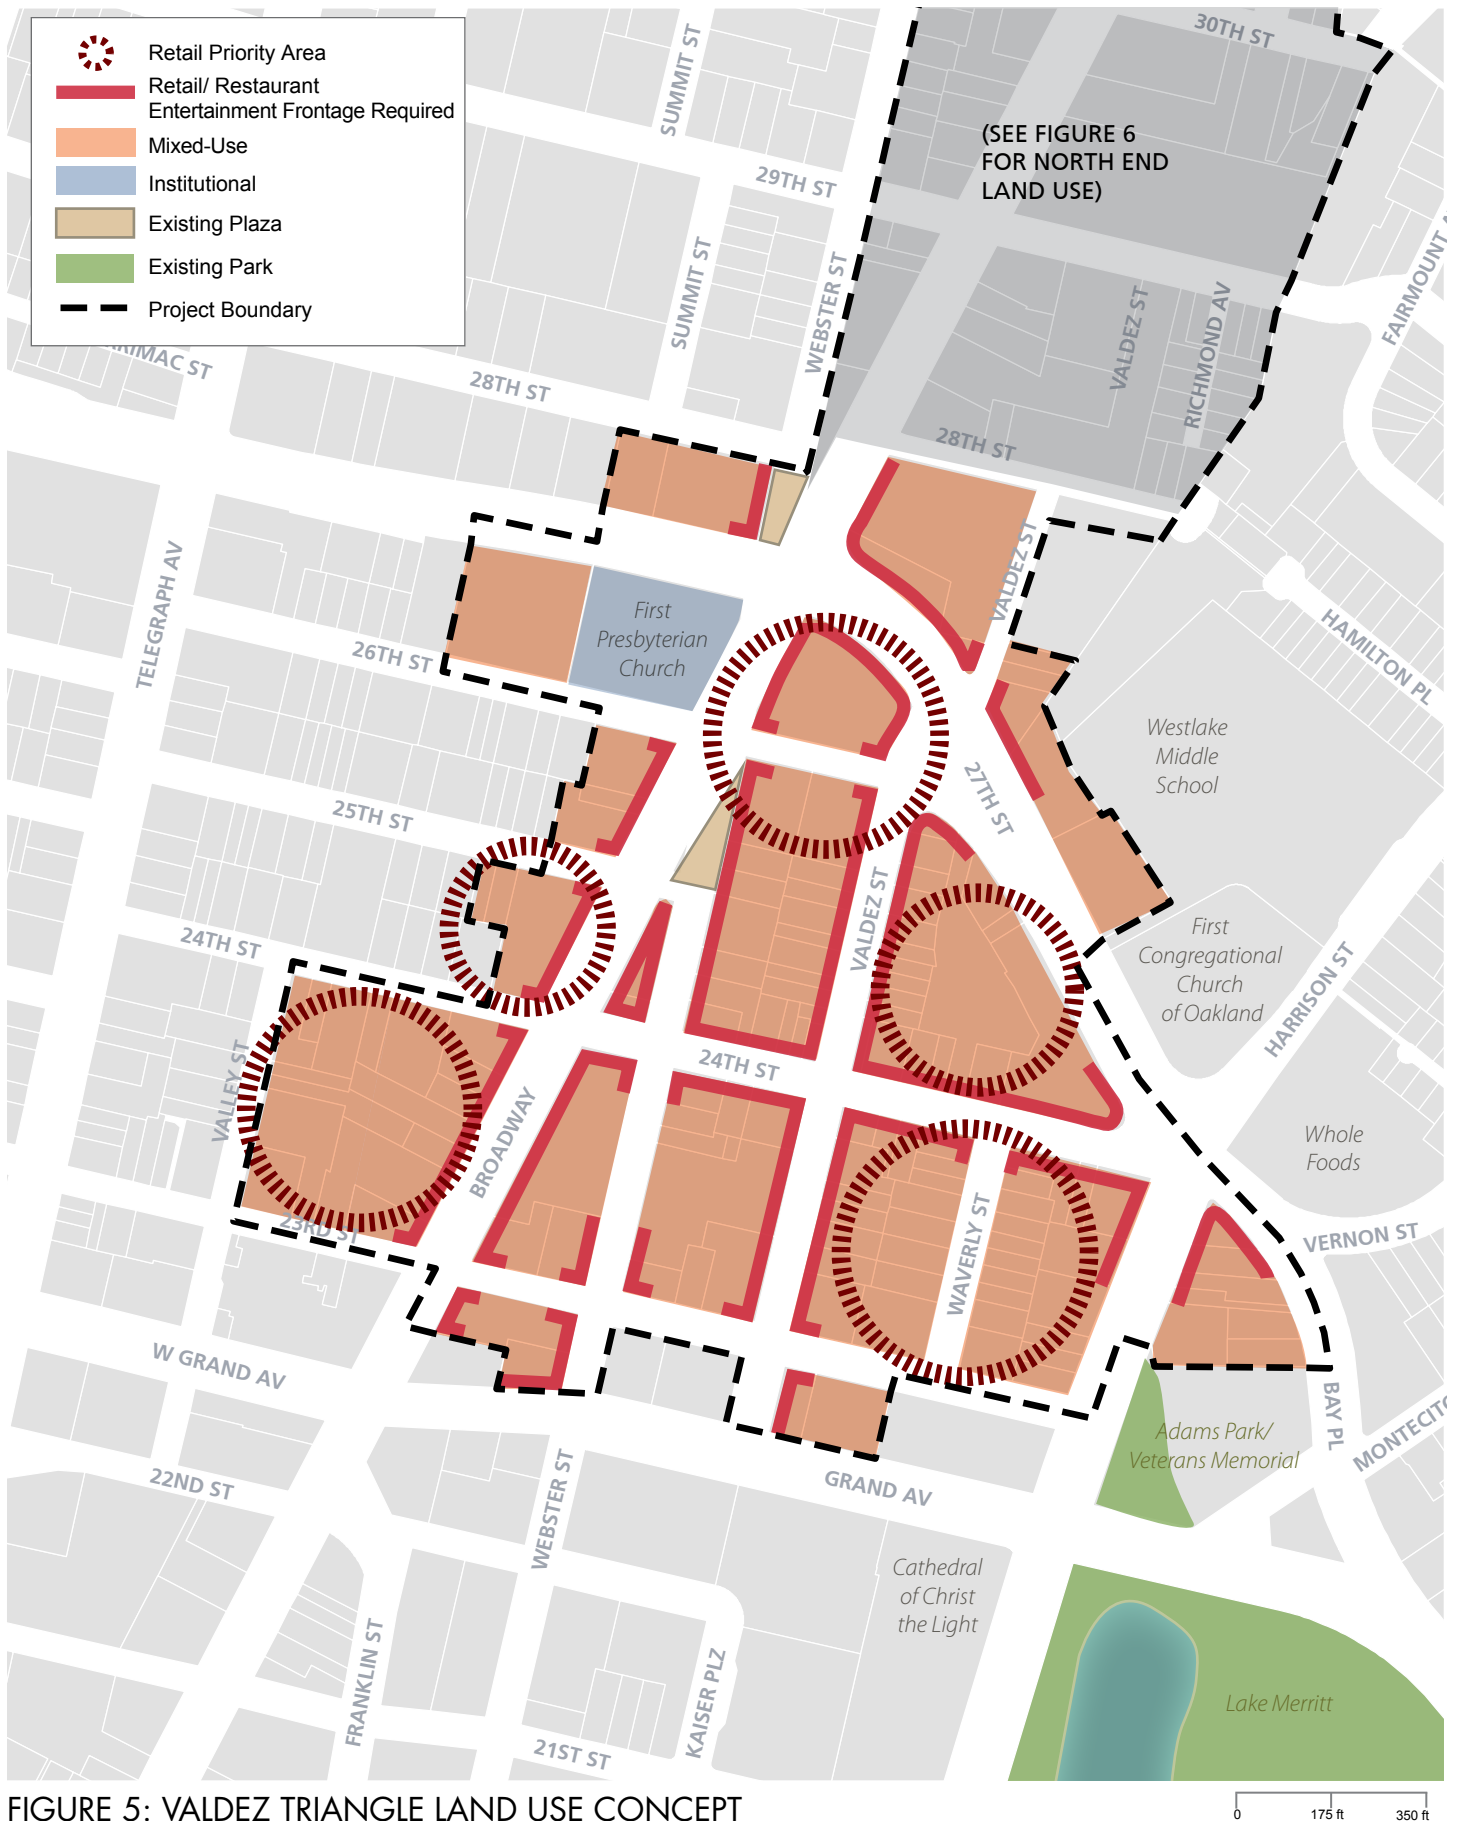 Retail Priority Area
Retail/ Restaurant
Entertainment Frontage Required
Mixed-Use
Institutional
Existing Plaza
Existing Park
Project Boundary
30TH ST
SUMMIT ST
(SEE FIGURE 6
FOR NORTH END
LAND USE)
29TH ST
SUMMIT ST
WEBSTER ST
VALDEZ ST
RICHMOND AV
FAIRMOUNT
28TH ST
28TH ST
VALDEZ ST
HAMILTON PL
TELEGRAPH AV
26TH ST
First
Presbyterian
Church
Westlake
Middle
School
27TH ST
25TH ST
VALDEZ ST
24TH ST
First
Congregational
Church
of Oakland
HARRISON ST
VALLEY ST
24TH ST
BROADWAY
Whole
Foods
23RD ST
WAVERLY ST
VERNON ST
W GRAND AV
BAY PL
Adams Park/
Veterans Memorial
22ND ST
WEBSTER ST
GRAND AV
Cathedral
of Christ
the Light
FRANKLIN ST
KAISER PLZ
Lake Merritt
21ST ST
FIGURE 5: VALDEZ TRIANGLE LAND USE CONCEPT
0 175 ft 350 ft